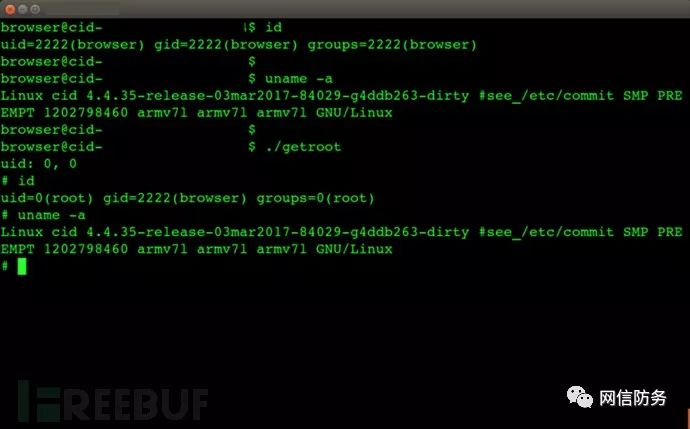 browser@cid- \$ id
uid=2222(browser) gid=2222(browser) groups=2222(browser)
browser@cid- $
browser@cid- $ uname -a
Linux cid 4.4.35-release-03mar2017-84029-g4ddb263-dirty #see_/etc/commit SMP PRE
EMPT 1202798460 armv7l armv7l armv7l GNU/Linux
browser@cid- $
browser@cid- $ ./getroot
uid: 0, 0
# id
uid=0(root) gid=2222(browser) groups=0(root)
# uname -a
Linux cid 4.4.35-release-03mar2017-84029-g4ddb263-dirty #see_/etc/commit SMP PRE
EMPT 1202798460 armv7l armv7l armv7l GNU/Linux
#
FREEBUF
网信防务